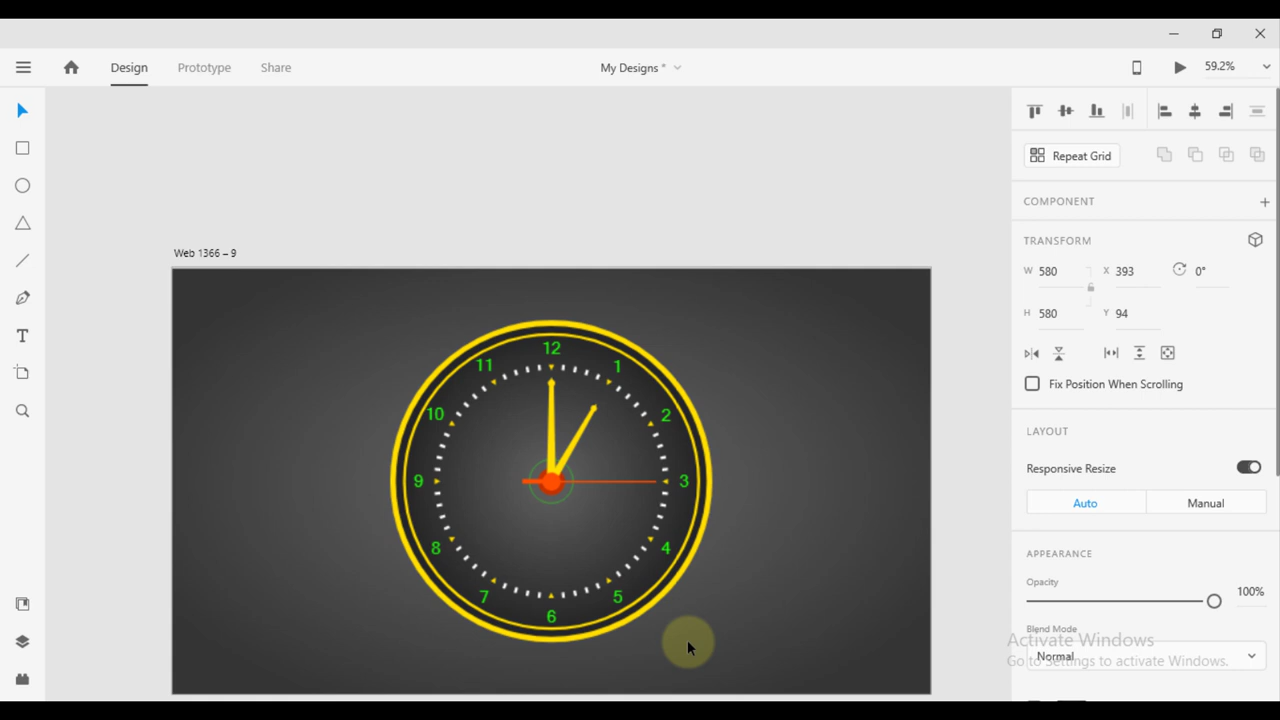 Design Prototype Share My Designs * 59.2%
Repeat Grid
COMPONENT
TRANSFORM
W 580 X 393 0°
H 580 Y 94
Fix Position When Scrolling
LAYOUT
Responsive Resize
Auto Manual
APPEARANCE
Opacity
100%
Blend Mode
Normal
Activate Windows
Go to Settings to activate Windows.
T
Web 1366 – 9
12
11 1
10 2
9 3
8 4
7 5
6